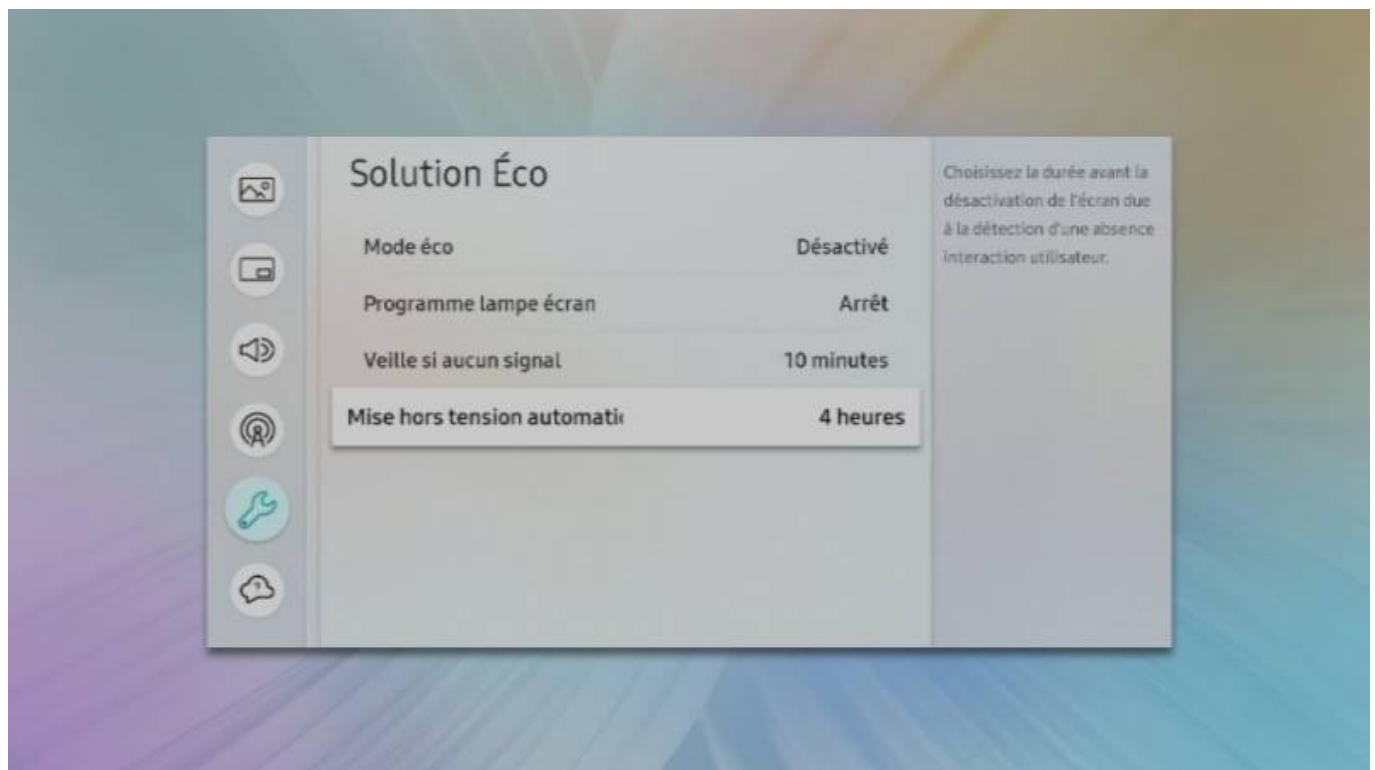 Solution Éco
Mode éco Désactivé
Programme lampe écran Arrêt
Veille si aucun signal 10 minutes
Mise hors tension automatic 4 heures
Choisissez la durée avant la
désactivation de l'écran due
à la détection d'une absence
interaction utilisateur.